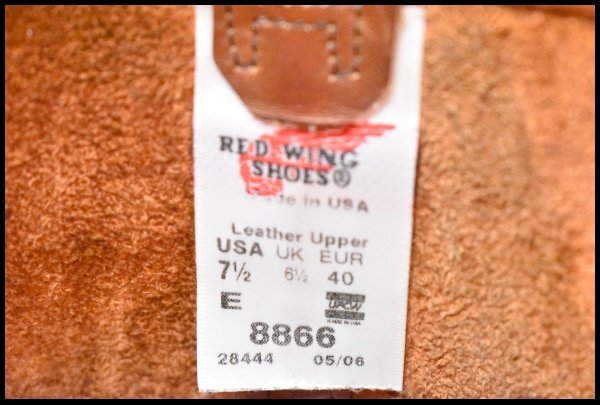 RED WING
SHOES®
Made in USA
Leather Upper
USA UK EUR
7½ 6½ 40
E UFCW
8866
28444 05/06